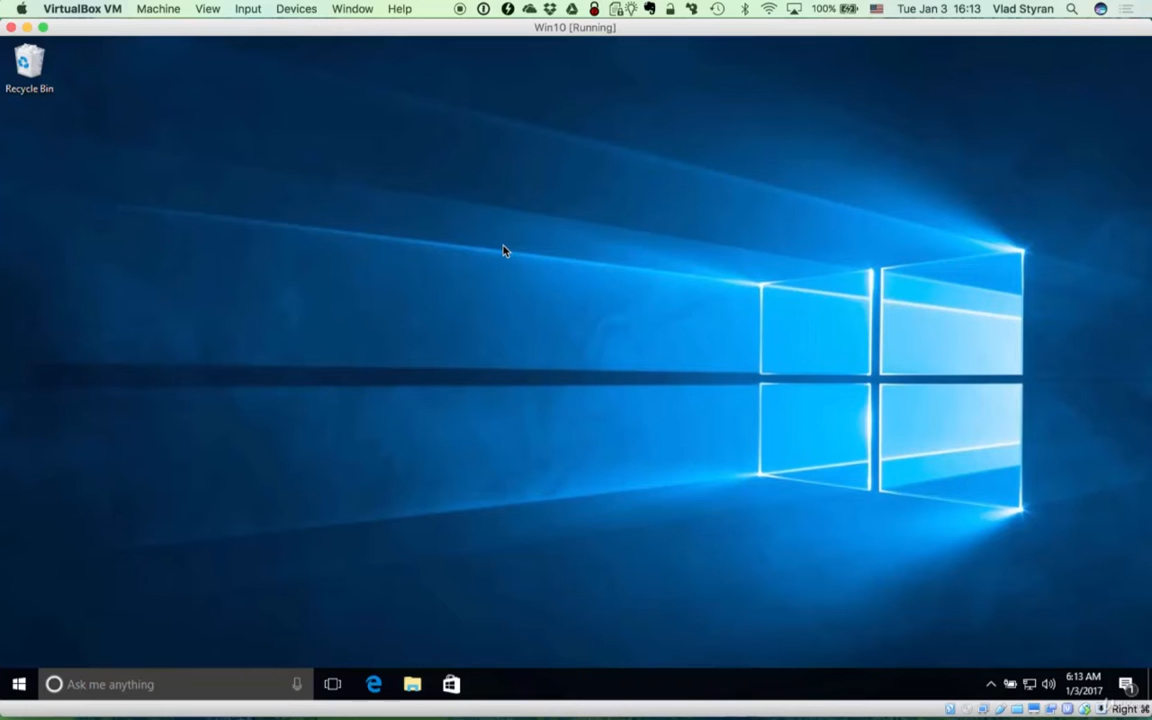 VirtualBox VM Machine View Input Devices Window Help 100% Tue Jan 3 16:13 Vlad Styran
Win10 [Running]
Recycle Bin
Ask me anything
6:13 AM
1/3/2017
1
Right ⌘